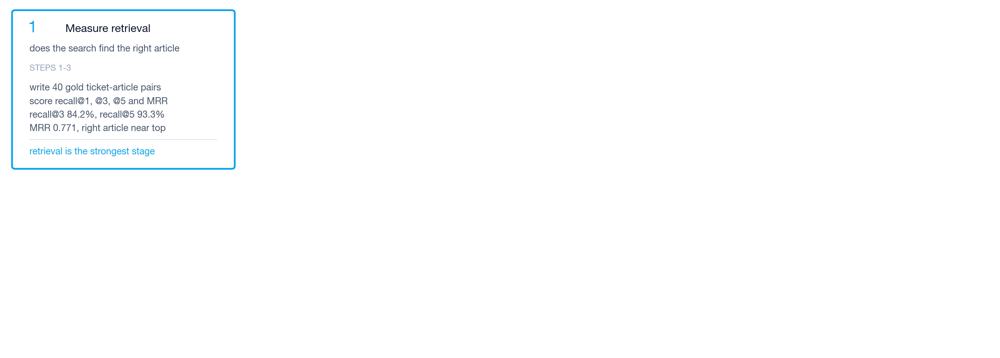 1 Measure retrieval
does the search find the right article
STEPS 1-3
write 40 gold ticket-article pairs
score recall@1, @3, @5 and MRR
recall@3 84.2%, recall@5 93.3%
MRR 0.771, right article near top
retrieval is the strongest stage